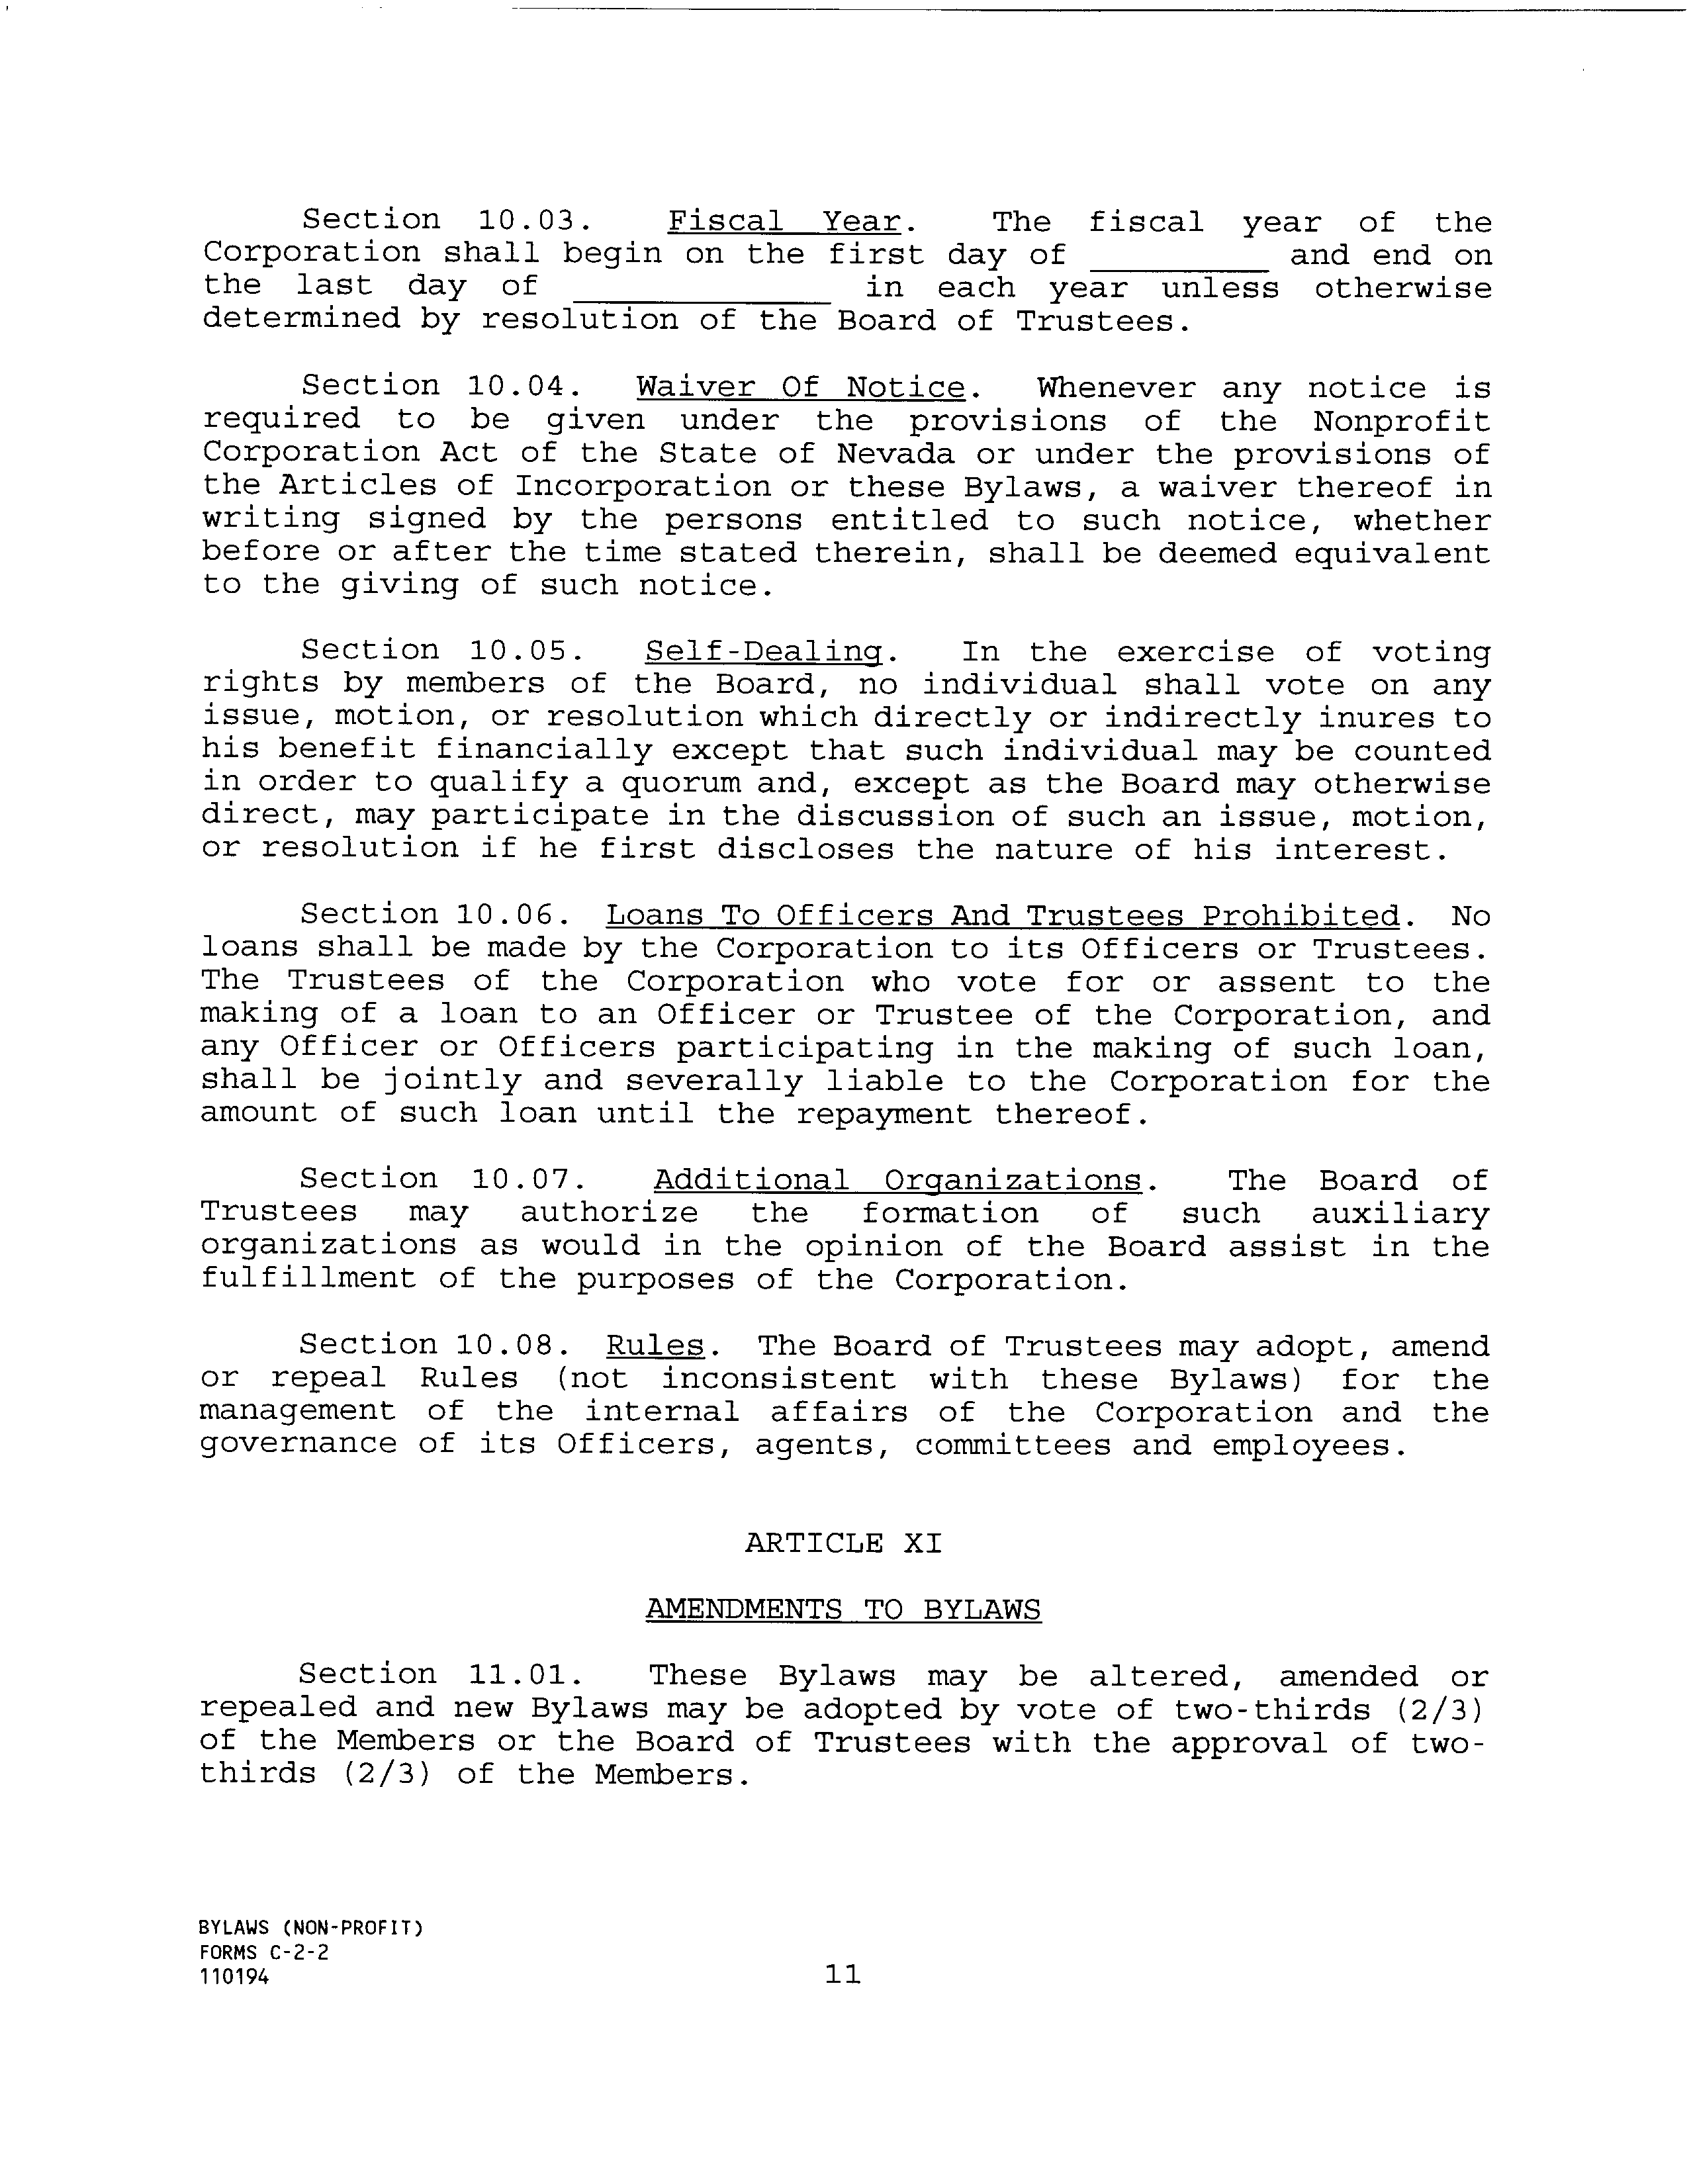 Section 10.03. Fiscal Year. The fiscal year of the
Corporation shall begin on the first day of __________ and end on
the last day of ______________ in each year unless otherwise
determined by resolution of the Board of Trustees.
Section 10.04. Waiver Of Notice. Whenever any notice is
required to be given under the provisions of the Nonprofit
Corporation Act of the State of Nevada or under the provisions of
the Articles of Incorporation or these Bylaws, a waiver thereof in
writing signed by the persons entitled to such notice, whether
before or after the time stated therein, shall be deemed equivalent
to the giving of such notice.
Section 10.05. Self-Dealing. In the exercise of voting
rights by members of the Board, no individual shall vote on any
issue, motion, or resolution which directly or indirectly inures to
his benefit financially except that such individual may be counted
in order to qualify a quorum and, except as the Board may otherwise
direct, may participate in the discussion of such an issue, motion,
or resolution if he first discloses the nature of his interest.
Section 10.06. Loans To Officers And Trustees Prohibited. No
loans shall be made by the Corporation to its Officers or Trustees.
The Trustees of the Corporation who vote for or assent to the
making of a loan to an Officer or Trustee of the Corporation, and
any Officer or Officers participating in the making of such loan,
shall be jointly and severally liable to the Corporation for the
amount of such loan until the repayment thereof.
Section 10.07. Additional Organizations. The Board of
Trustees may authorize the formation of such auxiliary
organizations as would in the opinion of the Board assist in the
fulfillment of the purposes of the Corporation.
Section 10.08. Rules. The Board of Trustees may adopt, amend
or repeal Rules (not inconsistent with these Bylaws) for the
management of the internal affairs of the Corporation and the
governance of its Officers, agents, committees and employees.
ARTICLE XI
AMENDMENTS TO BYLAWS
Section 11.01. These Bylaws may be altered, amended or
repealed and new Bylaws may be adopted by vote of two-thirds (2/3)
of the Members or the Board of Trustees with the approval of two-
thirds (2/3) of the Members.
BYLAWS (NON-PROFIT)
FORMS C-2-2
110194
11